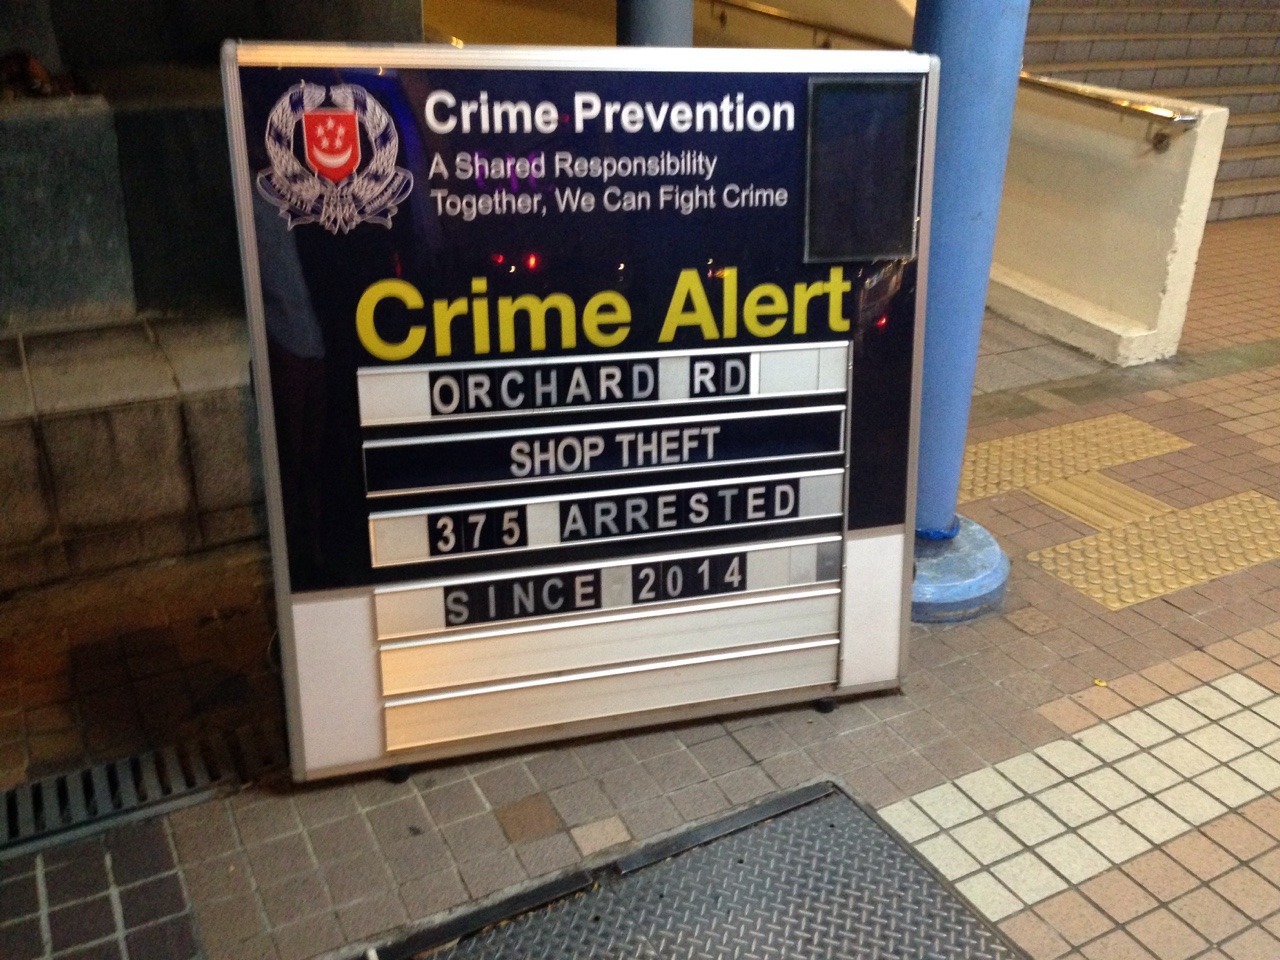 Crime Prevention
A Shared Responsibility
Together, We Can Fight Crime
Crime Alert
ORCHARD RD
SHOP THEFT
375 ARRESTED
SINCE 2014